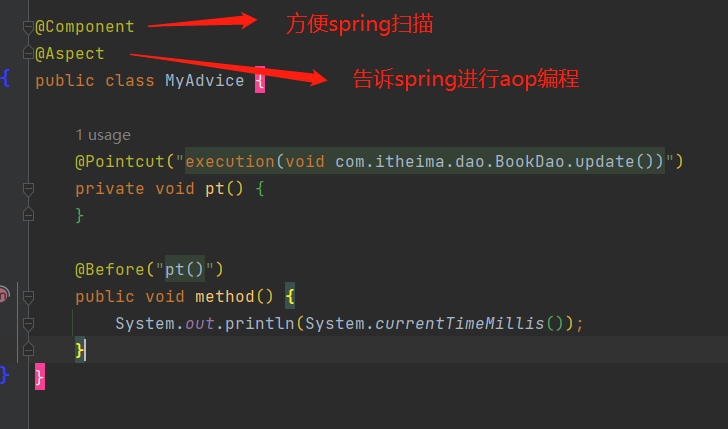 @Component 方便spring扫描
@Aspect 告诉spring进行aop编程
public class MyAdvice {
1 usage
@Pointcut("execution(void com.itheima.dao.BookDao.update())")
private void pt() {
}
@Before("pt()")
public void method() {
System.out.println(System.currentTimeMillis());
}
}